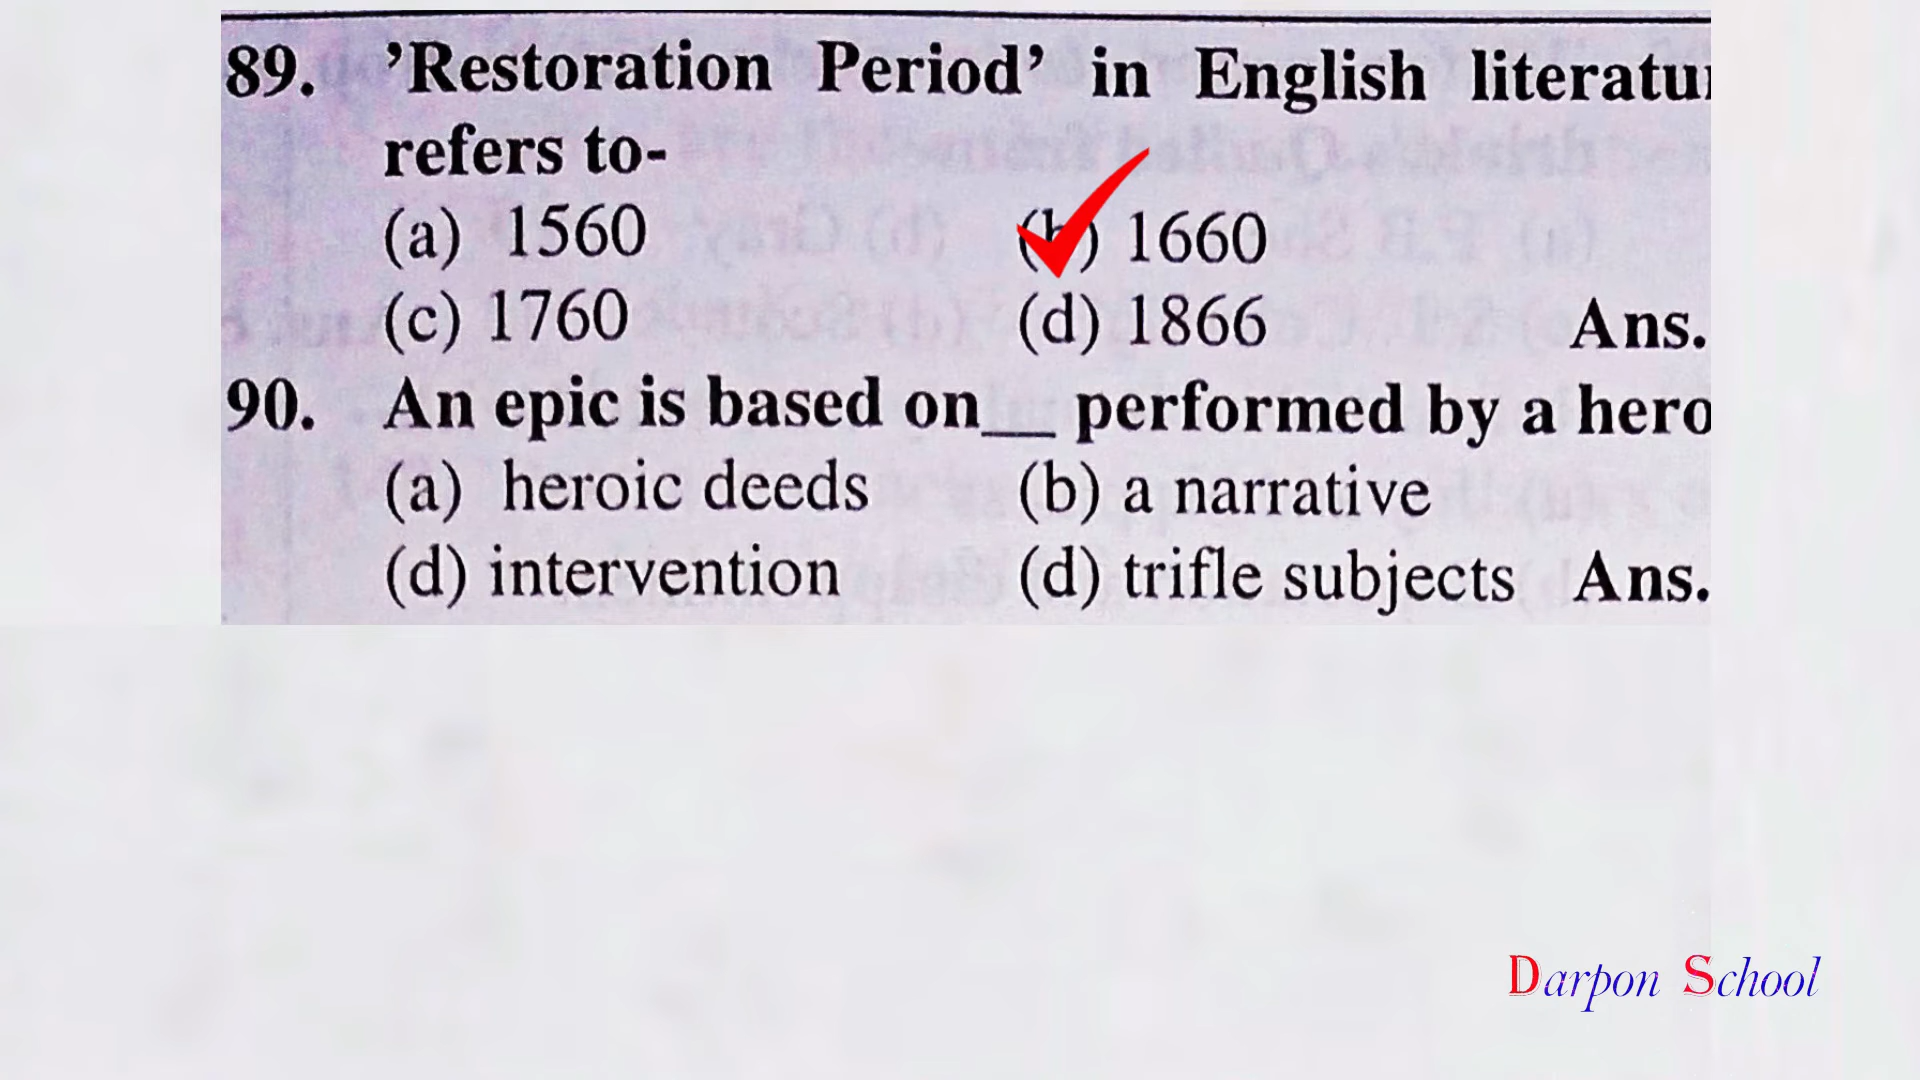 89. ’Restoration Period’ in English literatu
refers to-
(a) 1560 (b) 1660
(c) 1760 (d) 1866 Ans.
90. An epic is based on__ performed by a hero
(a) heroic deeds (b) a narrative
(d) intervention (d) trifle subjects Ans.
Darpon School